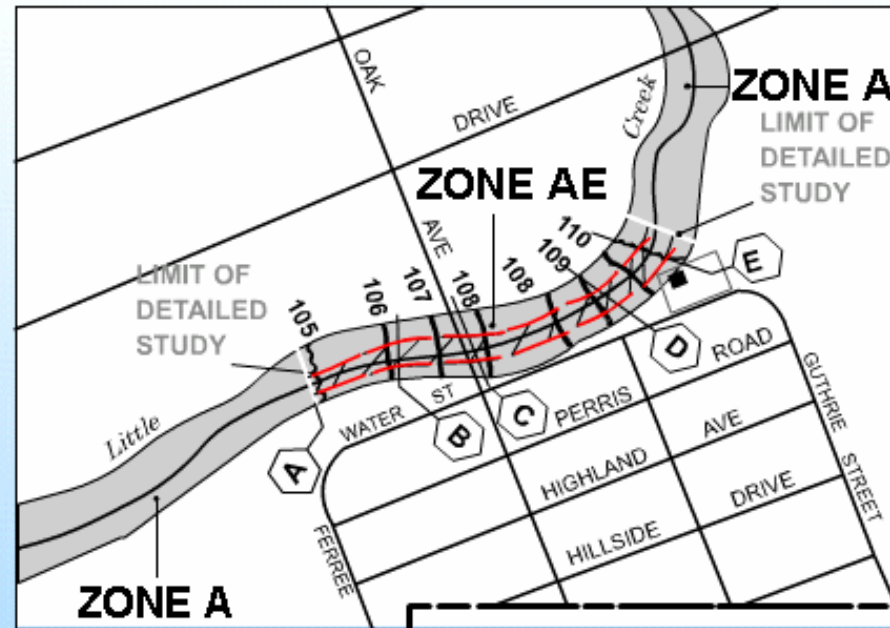 OAK
DRIVE
Creek
ZONE A
LIMIT OF
DETAILED
STUDY
ZONE AE
AVE
110
109
108
108
107
106
105
E
LIMIT OF
DETAILED
STUDY
D
ROAD
Little
WATER ST
PERRIS
C
B
A
HIGHLAND AVE
GUTHRIE STREET
HILLSIDE DRIVE
FERREE
ZONE A